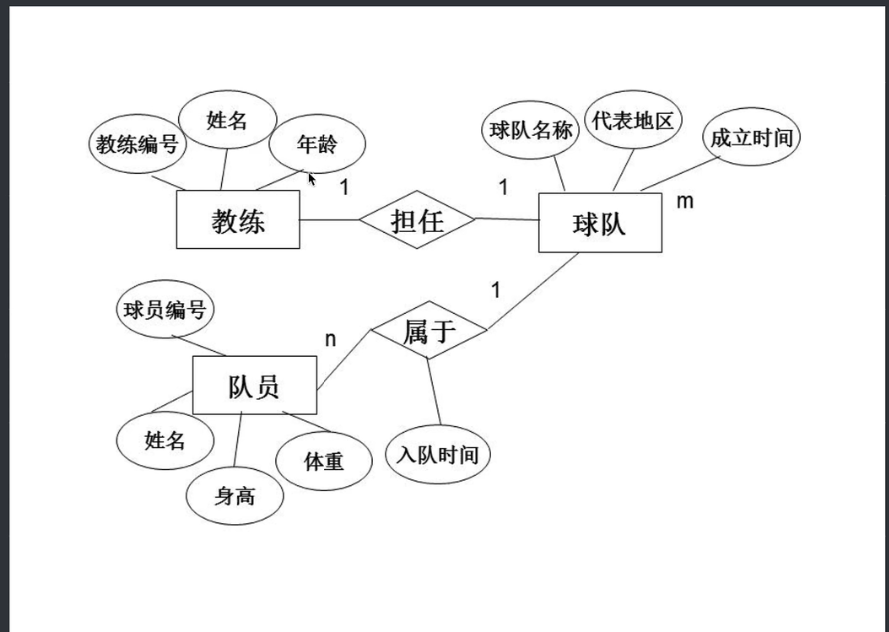 姓名
教练编号
年龄
球队名称
代表地区
成立时间
1
1
m
教练
担任
球队
球员编号
1
n
属于
队员
姓名
体重
入队时间
身高